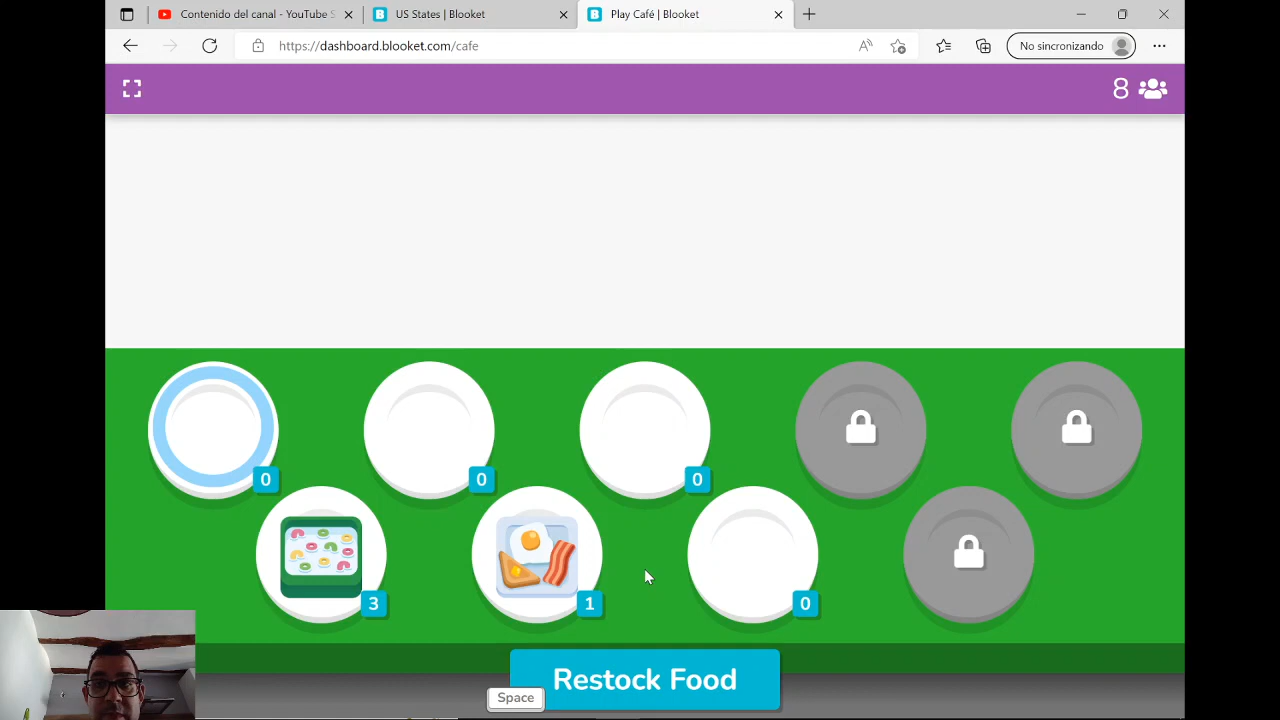 Contenido del canal - YouTube S
US States | Blooket
Play Café | Blooket
https://dashboard.blooket.com/cafe
No sincronizando
8
0
0
0
3
1
0
Restock Food
Space